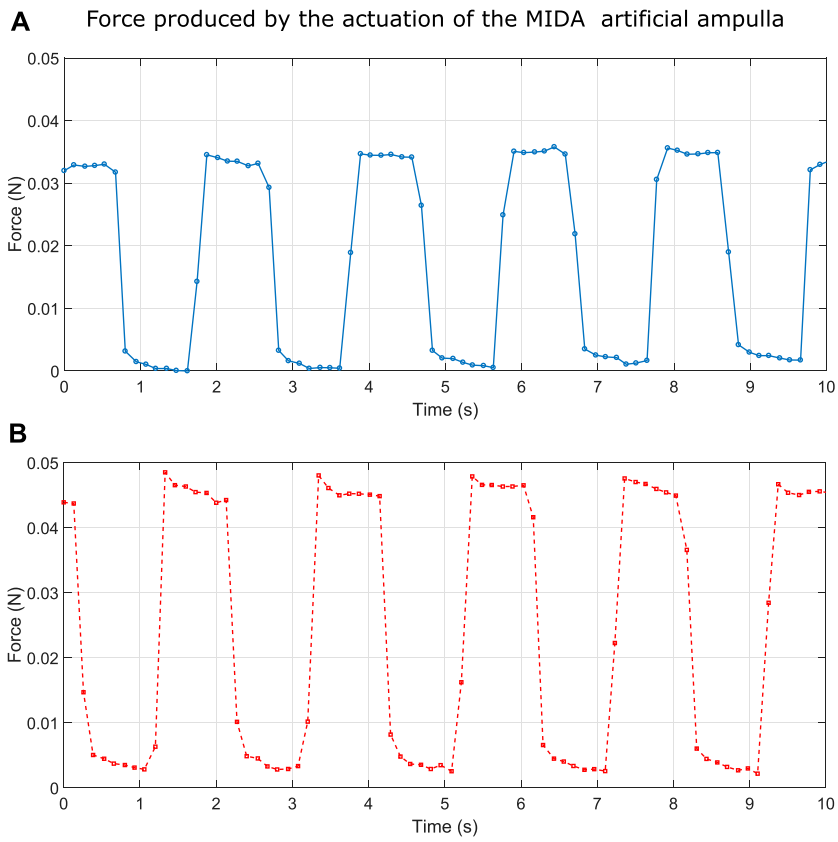 A
Force produced by the actuation of the MIDA  artificial ampulla
0.05
0.04
0.03
0.02
0.01
0
Force (N)
0 1 2 3 4 5 6 7 8 9 10
Time (s)
B
0.05
0.04
0.03
0.02
0.01
0
Force (N)
0 1 2 3 4 5 6 7 8 9 10
Time (s)